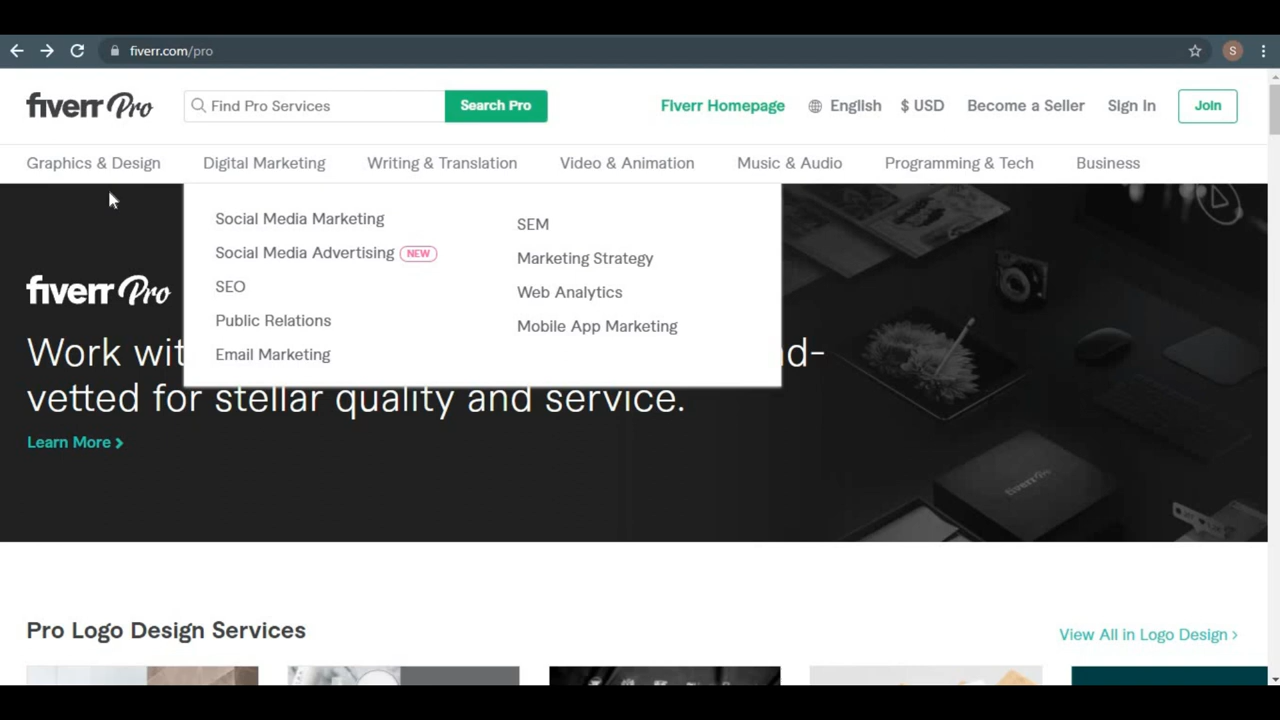 fiverr.com/pro
S
fiverr Pro
Find Pro Services
Search Pro
Fiverr Homepage
English
$ USD
Become a Seller
Sign In
Join
Graphics & Design
Digital Marketing
Writing & Translation
Video & Animation
Music & Audio
Programming & Tech
Business
Social Media Marketing
Social Media Advertising NEW
SEO
Public Relations
Email Marketing
SEM
Marketing Strategy
Web Analytics
Mobile App Marketing
fiverr Pro
Work wit d-
vetted for stellar quality and service.
Learn More >
fiverr Pro
Pro Logo Design Services
View All in Logo Design >